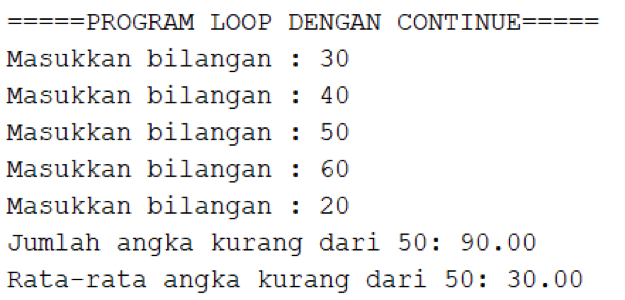 =====PROGRAM LOOP DENGAN CONTINUE=====
Masukkan bilangan : 30
Masukkan bilangan : 40
Masukkan bilangan : 50
Masukkan bilangan : 60
Masukkan bilangan : 20
Jumlah angka kurang dari 50: 90.00
Rata-rata angka kurang dari 50: 30.00